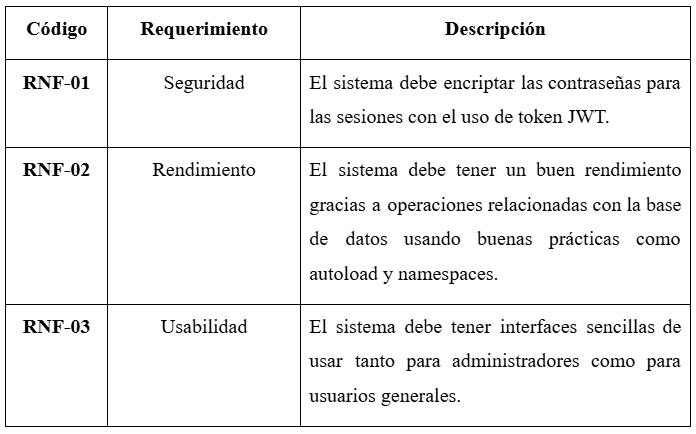 Código Requerimiento Descripción
RNF-01 Seguridad El sistema debe encriptar las contraseñas para
las sesiones con el uso de token JWT.
RNF-02 Rendimiento El sistema debe tener un buen rendimiento
gracias a operaciones relacionadas con la base
de datos usando buenas prácticas como
autoload y namespaces.
RNF-03 Usabilidad El sistema debe tener interfaces sencillas de
usar tanto para administradores como para
usuarios generales.